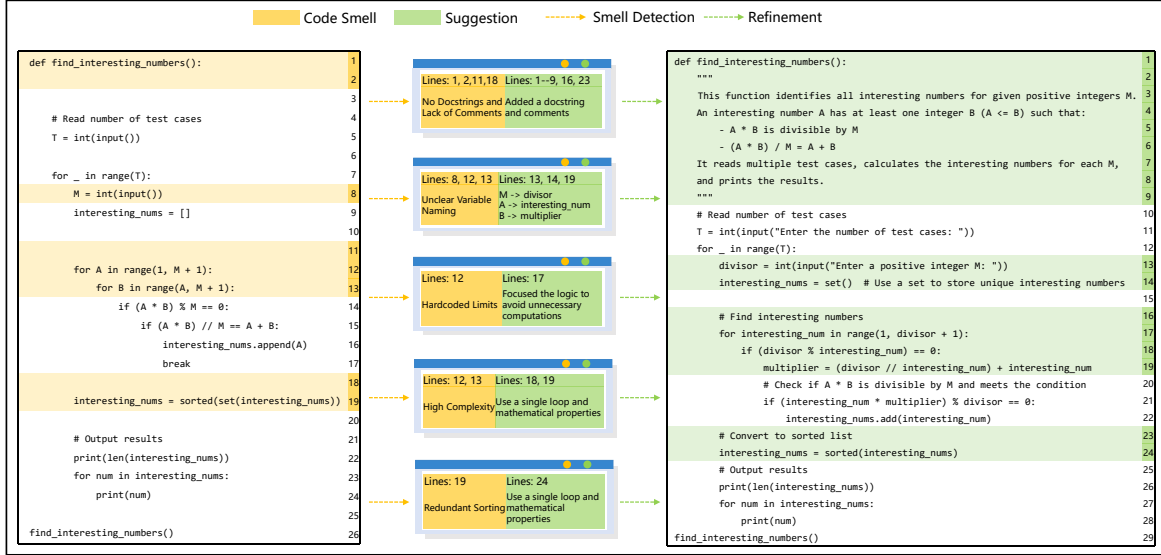 Code Smell Suggestion Smell Detection Refinement
def find_interesting_numbers(): 1
2
3
# Read number of test cases 4
T = int(input()) 5
6
for _ in range(T): 7
M = int(input()) 8
interesting_nums = [] 9
10
11
for A in range(1, M + 1): 12
for B in range(A, M + 1): 13
if (A * B) % M == 0: 14
if (A * B) // M == A + B: 15
interesting_nums.append(A) 16
break 17
18
interesting_nums = sorted(set(interesting_nums)) 19
20
# Output results 21
print(len(interesting_nums)) 22
for num in interesting_nums: 23
print(num) 24
25
find_interesting_numbers() 26
Lines: 1, 2,11,18 Lines: 1--9, 16, 23
No Docstrings and Added a docstring
Lack of Comments and comments
Lines: 8, 12, 13 Lines: 13, 14, 19
Unclear Variable M -> divisor
Naming A -> interesting_num
B -> multiplier
Lines: 12 Lines: 17
Hardcoded Limits Focused the logic to
avoid unnecessary
computations
Lines: 12, 13 Lines: 18, 19
High Complexity Use a single loop and
mathematical properties
Lines: 19 Lines: 24
Redundant Sorting Use a single loop and
mathematical
properties
def find_interesting_numbers(): 1
""" 2
This function identifies all interesting numbers for given positive integers M. 3
An interesting number A has at least one integer B (A <= B) such that: 4
- A * B is divisible by M 5
- (A * B) / M = A + B 6
It reads multiple test cases, calculates the interesting numbers for each M, 7
and prints the results. 8
""" 9
# Read number of test cases 10
T = int(input("Enter the number of test cases: ")) 11
for _ in range(T): 12
divisor = int(input("Enter a positive integer M: ")) 13
interesting_nums = set() # Use a set to store unique interesting numbers 14
15
# Find interesting numbers 16
for interesting_num in range(1, divisor + 1): 17
if (divisor % interesting_num) == 0: 18
multiplier = (divisor // interesting_num) + interesting_num 19
# Check if A * B is divisible by M and meets the condition 20
if (interesting_num * multiplier) % divisor == 0: 21
interesting_nums.add(interesting_num) 22
# Convert to sorted list 23
interesting_nums = sorted(interesting_nums) 24
# Output results 25
print(len(interesting_nums)) 26
for num in interesting_nums: 27
print(num) 28
find_interesting_numbers() 29